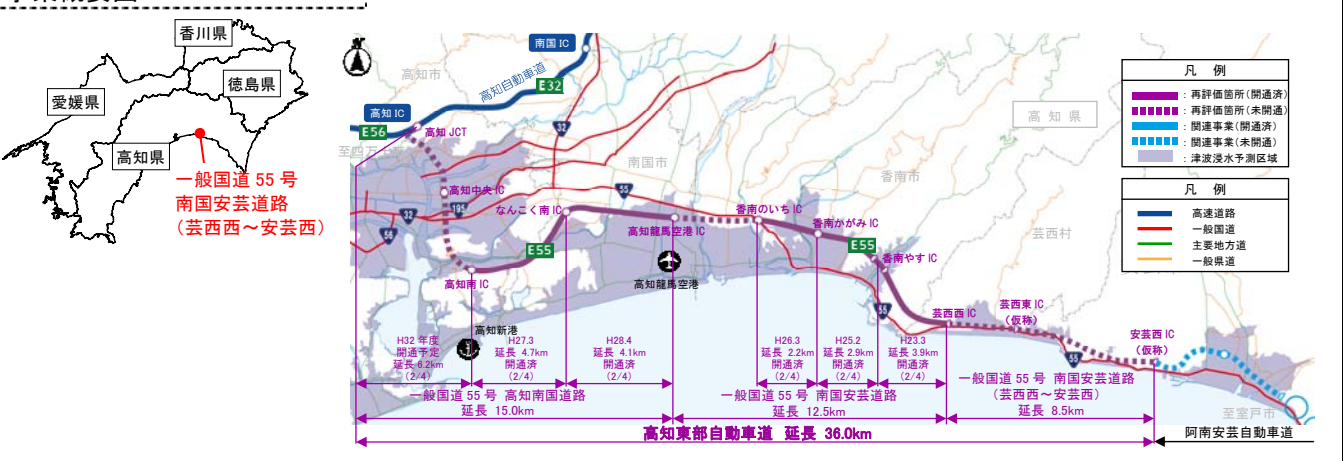 香川県
徳島県
愛媛県
高知県
一般国道 55 号
南国安芸道路
(芸西西～安芸西)
南国 IC
高知市
高知自動車道
E32
高知 IC
E56
高知 JCT
32
高知県
南国市
香南市
芸西村
高知中央 IC
195
55
なんこく南 IC
32
56
E55
高知龍馬空港 IC
香南のいち IC
香南かがみ IC
E55
香南やす IC
高知南 IC
高知龍馬空港
55
芸西西 IC
芸西東 IC
(仮称)
安芸西 IC
(仮称)
55
高知新港
H32 年度
開通予定
延長 6.2km
(2/4)
H27.3
延長 4.7km
開通済
(2/4)
H28.4
延長 4.1km
開通済
(2/4)
H26.3
延長 2.2km
開通済
(2/4)
H25.2
延長 2.9km
開通済
(2/4)
H23.3
延長 3.9km
開通済
(2/4)
一般国道 55 号 高知南国道路
延長 15.0km
一般国道 55 号 南国安芸道路
延長 12.5km
一般国道 55 号 南国安芸道路
(芸西西～安芸西)
延長 8.5km
至室戸市
高知東部自動車道 延長 36.0km
阿南安芸自動車道
凡 例
：再評価箇所(開通済)
：再評価箇所(未開通)
：関連事業(開通済)
：関連事業(未開通)
：津波浸水予測区域
凡 例
高速道路
一般国道
主要地方道
一般県道